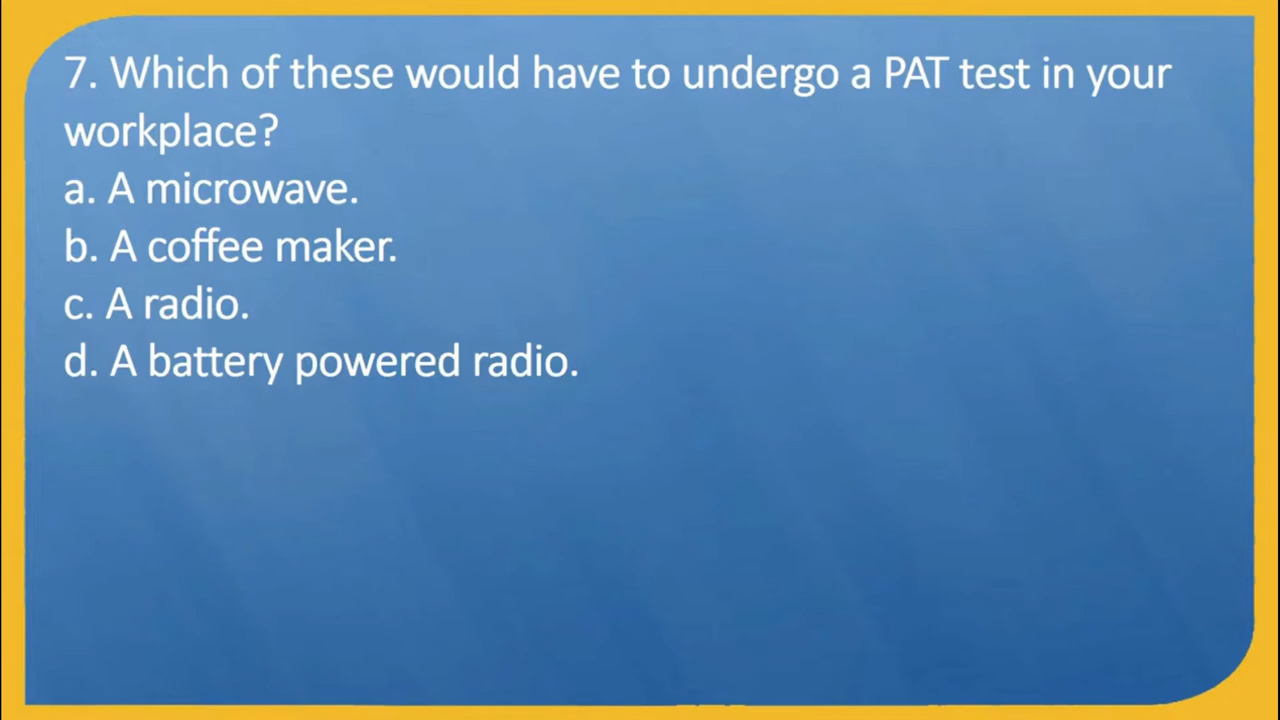 7. Which of these would have to undergo a PAT test in your
workplace?
a. A microwave.
b. A coffee maker.
c. A radio.
d. A battery powered radio.